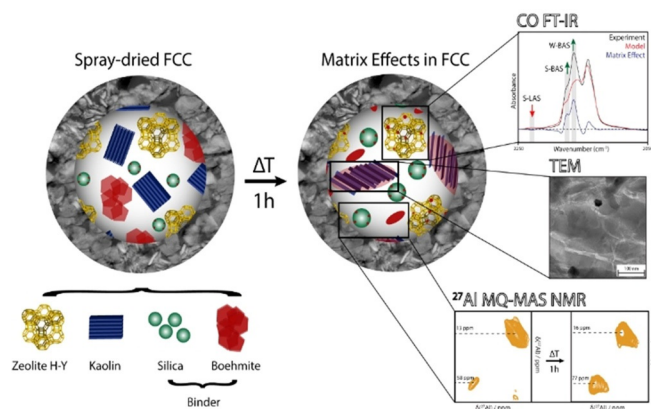 CO FT-IR
Spray-dried FCC
Matrix Effects in FCC
Experiment
Model
Matrix Effect
W-BAS
S-BAS
S-LAS
Absorbance
Wavenumber (cm⁻¹)
ΔT
1h
TEM
²⁷Al MQ-MAS NMR
ΔT
1h
Zeolite H-Y
Kaolin
Silica
Boehmite
Binder